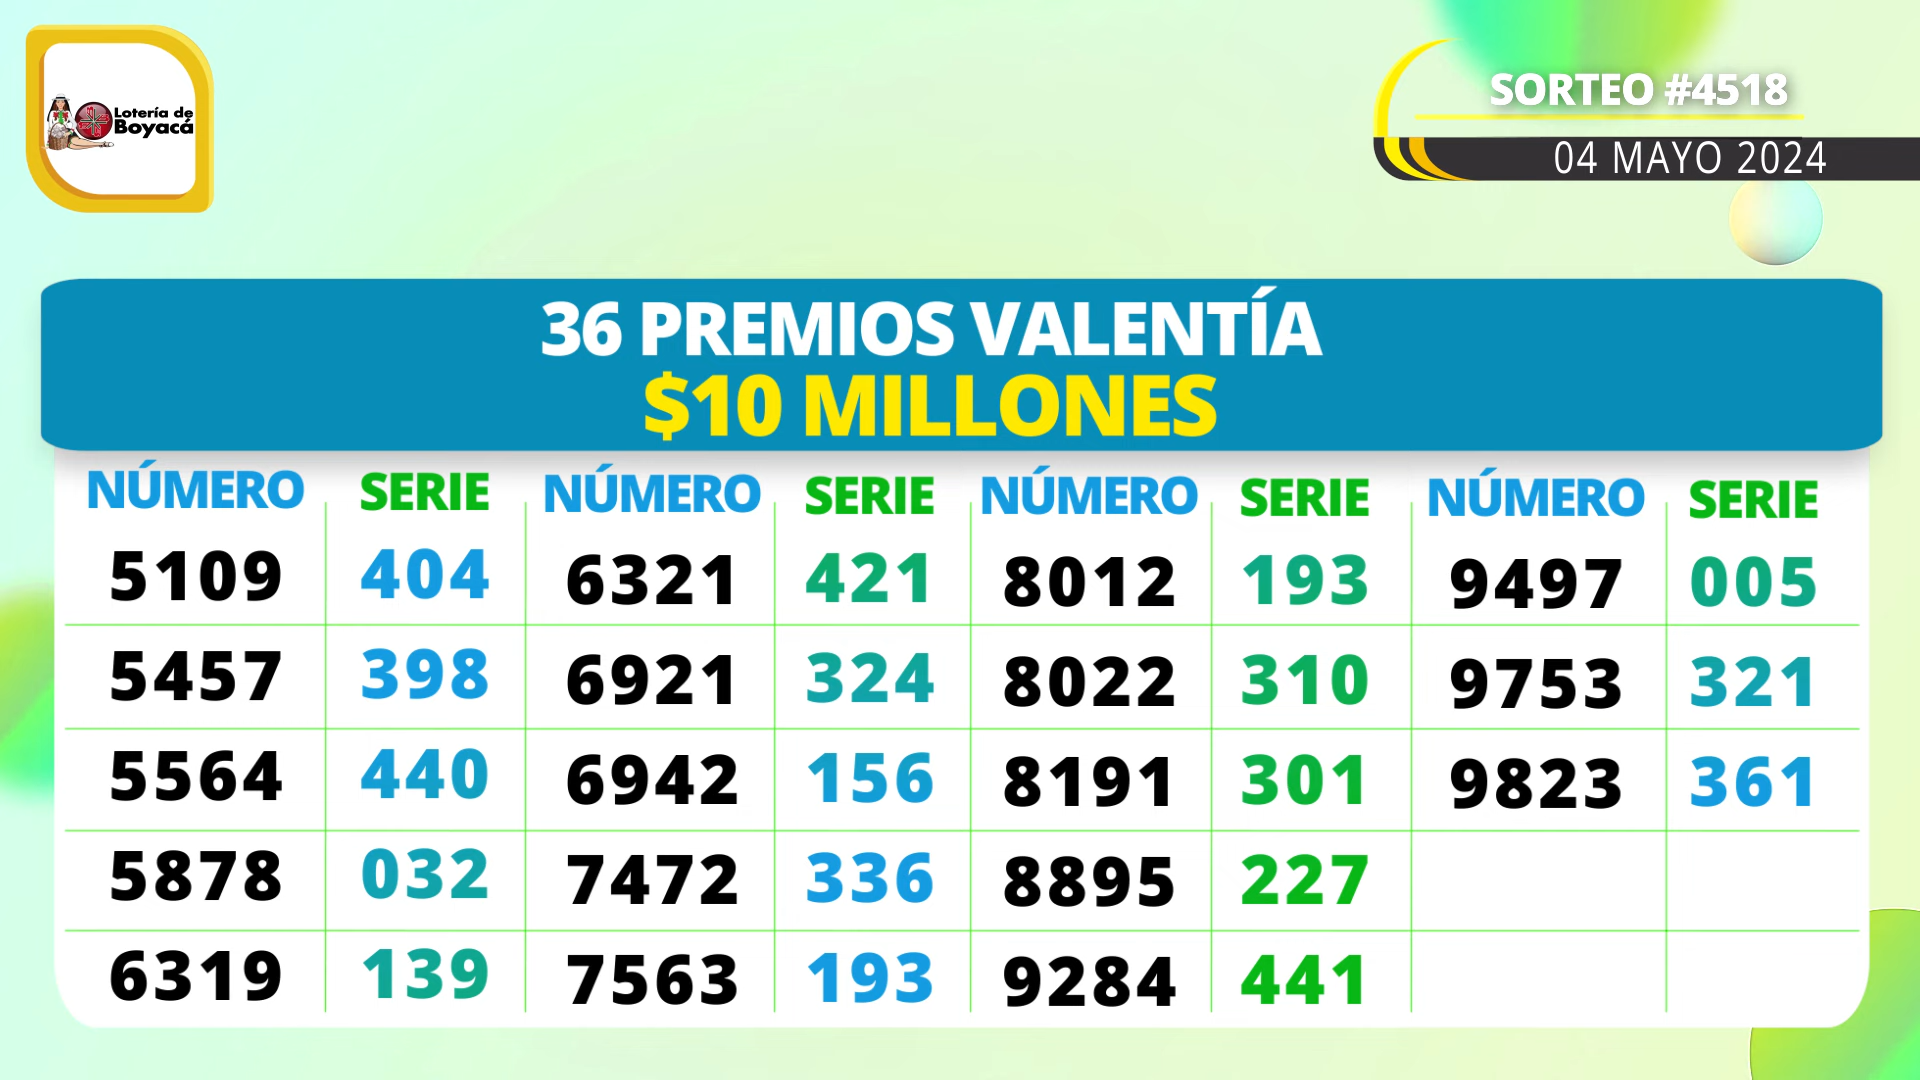 Lotería de
Boyacá
SORTEO #4518
04 MAYO 2024
36 PREMIOS VALENTÍA
$10 MILLONES
NÚMERO SERIE NÚMERO SERIE NÚMERO SERIE NÚMERO SERIE
5109 404 6321 421 8012 193 9497 005
5457 398 6921 324 8022 310 9753 321
5564 440 6942 156 8191 301 9823 361
5878 032 7472 336 8895 227
6319 139 7563 193 9284 441